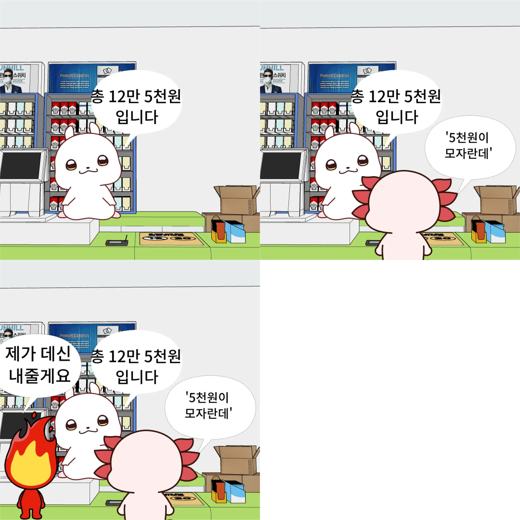 총 12만 5천원
입니다
총 12만 5천원
입니다
'5천원이
모자란데'
제가 데신
내줄게요
총 12만 5천원
입니다
'5천원이
모자란데'